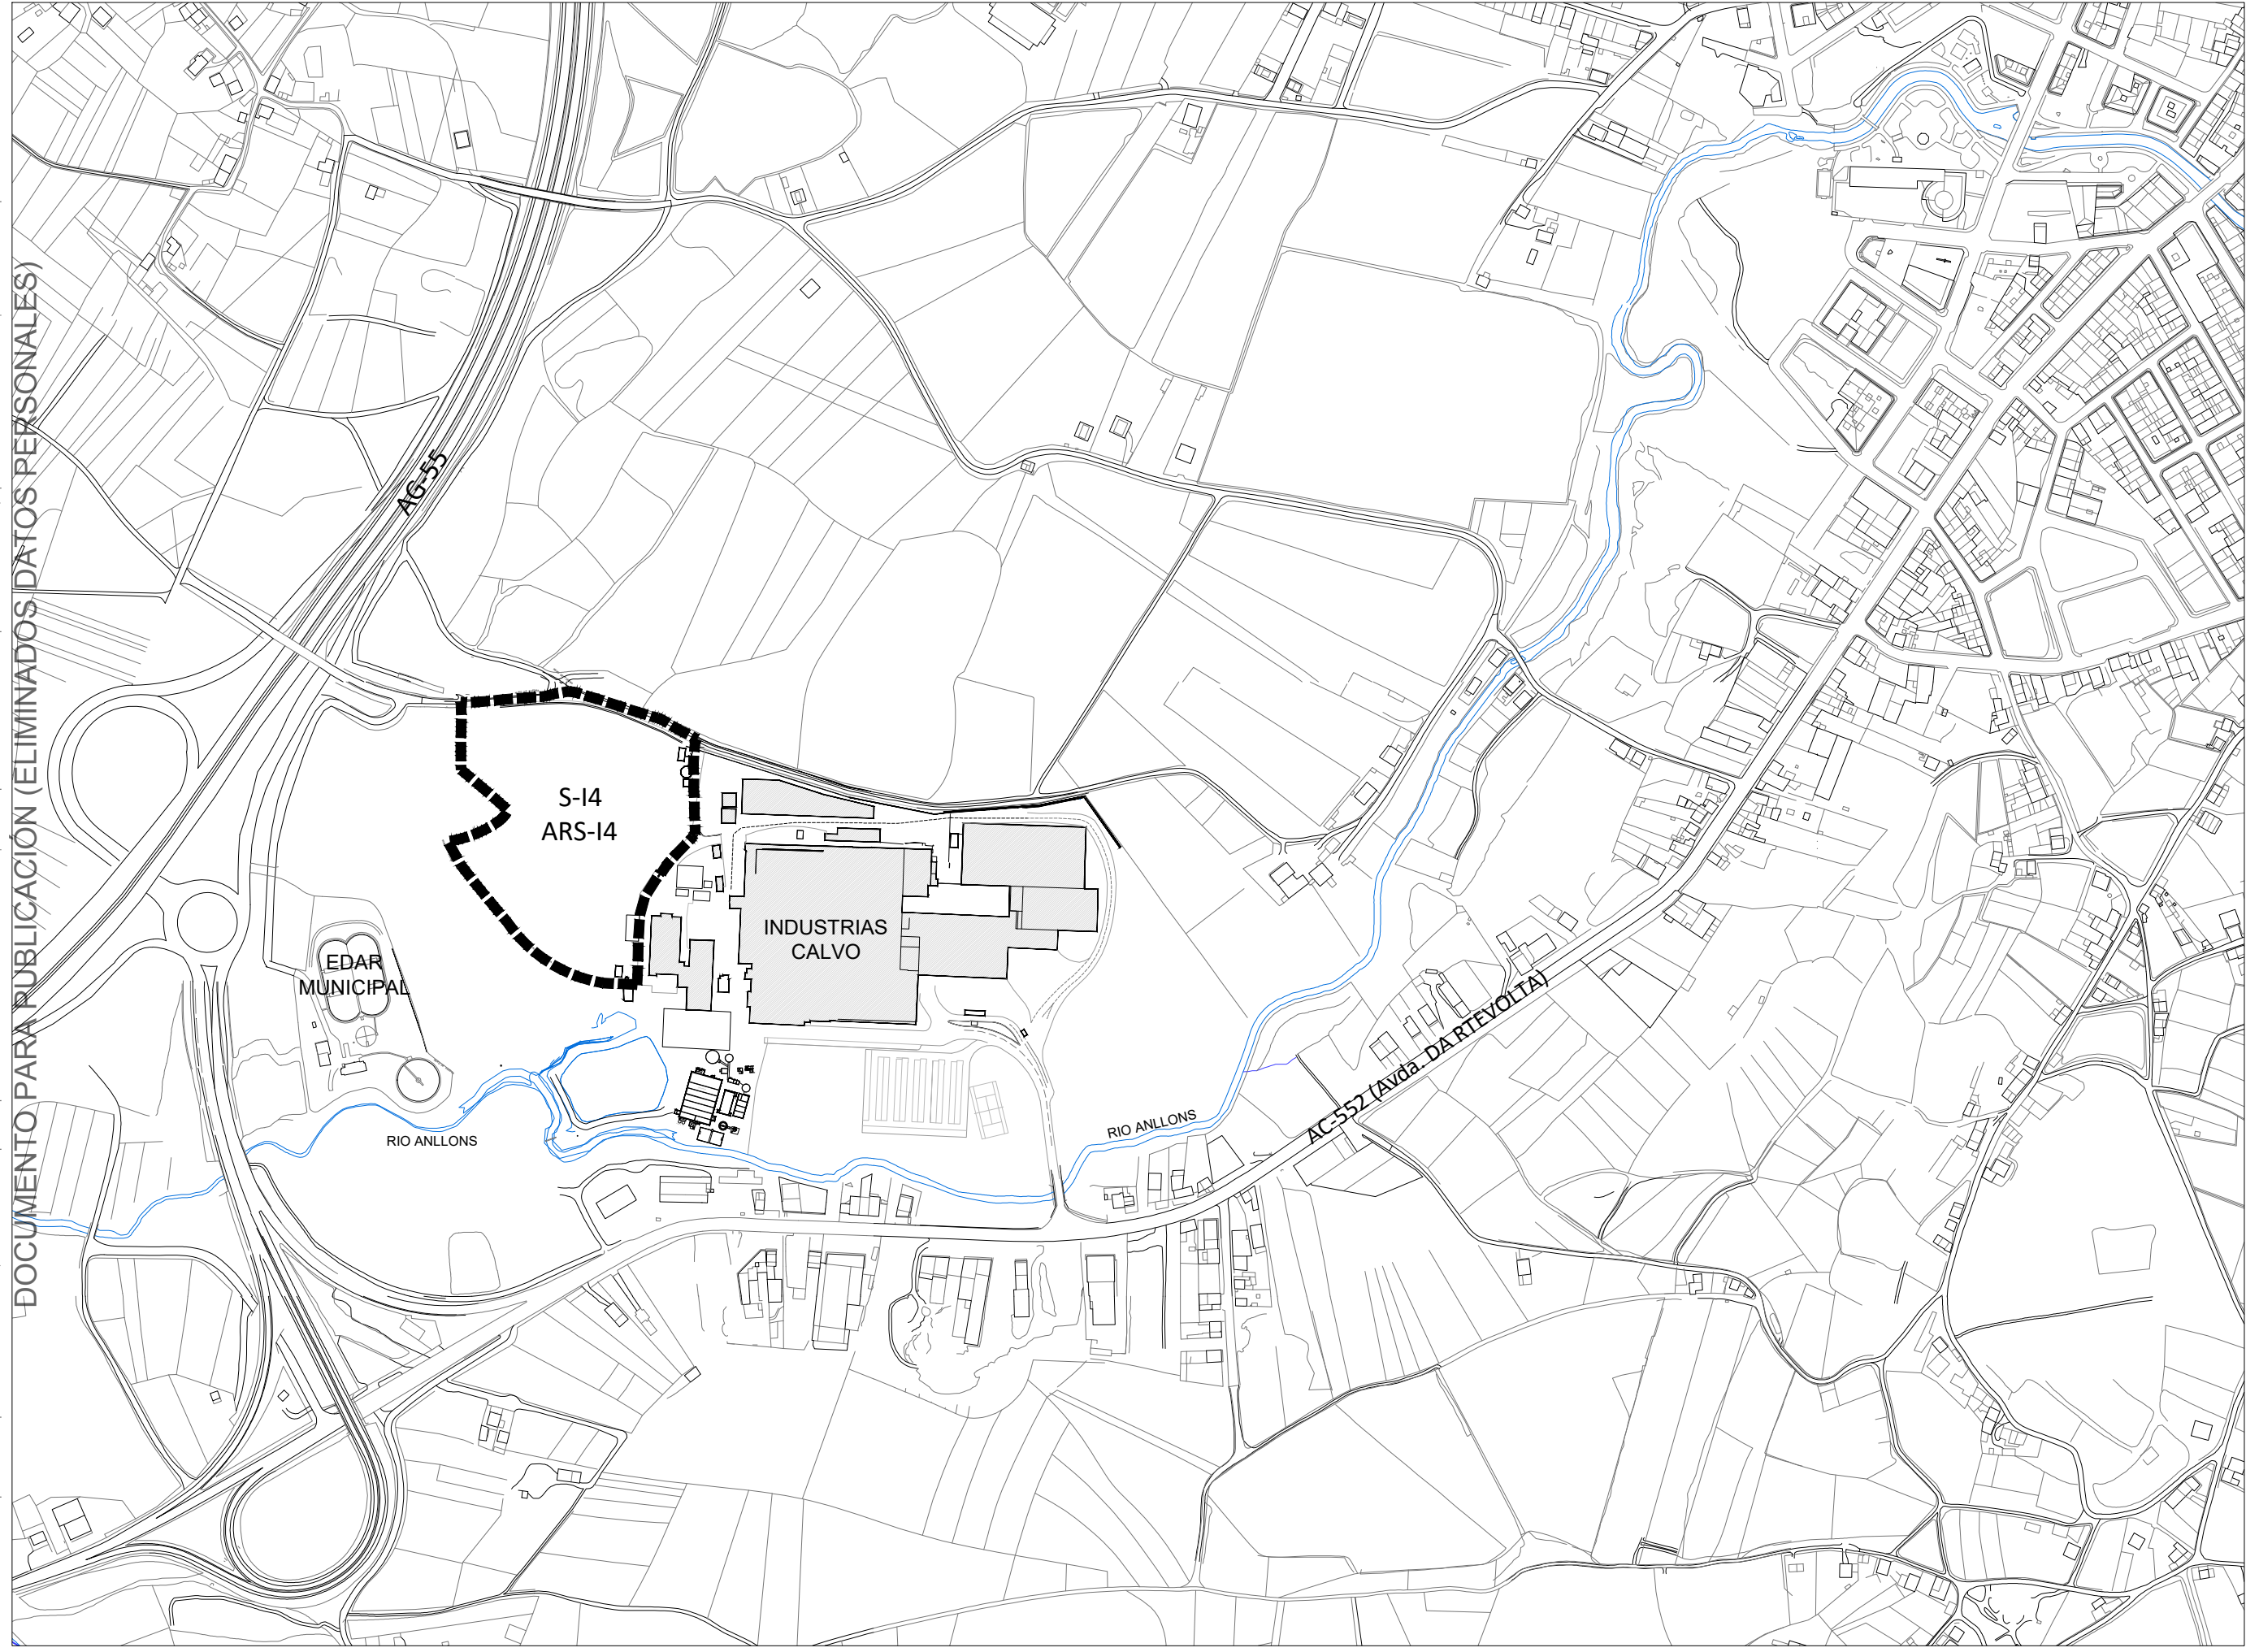 DOCUMENTO PARA PUBLICACIÓN (ELIMINADOS DATOS PERSONALES)
AG-55
S-I4
ARS-I4
INDUSTRIAS
CALVO
EDAR
MUNICIPAL
RIO ANLLONS
RIO ANLLONS
AC-552 (Avda. DA RTEVOLTA)